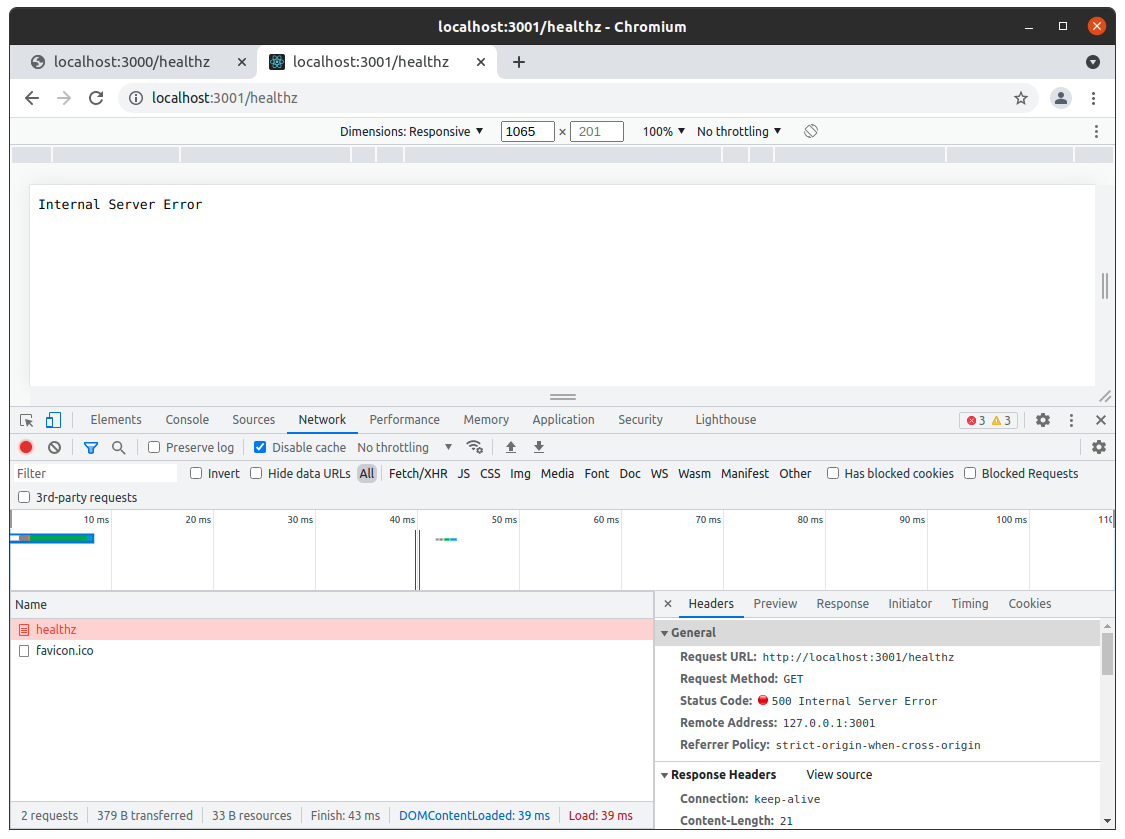 localhost:3001/healthz - Chromium
localhost:3000/healthz localhost:3001/healthz
localhost:3001/healthz
Dimensions: Responsive 1065 × 201 100% No throttling
Internal Server Error
Elements Console Sources Network Performance Memory Application Security Lighthouse 3 3
Preserve log Disable cache No throttling
Filter Invert Hide data URLs All Fetch/XHR JS CSS Img Media Font Doc WS Wasm Manifest Other Has blocked cookies Blocked Requests
3rd-party requests
10 ms 20 ms 30 ms 40 ms 50 ms 60 ms 70 ms 80 ms 90 ms 100 ms
Name
healthz
favicon.ico
2 requests 379 B transferred 33 B resources Finish: 43 ms DOMContentLoaded: 39 ms Load: 39 ms
Headers Preview Response Initiator Timing Cookies
General
Request URL: http://localhost:3001/healthz
Request Method: GET
Status Code: 500 Internal Server Error
Remote Address: 127.0.0.1:3001
Referrer Policy: strict-origin-when-cross-origin
Response Headers View source
Connection: keep-alive
Content-Length: 21